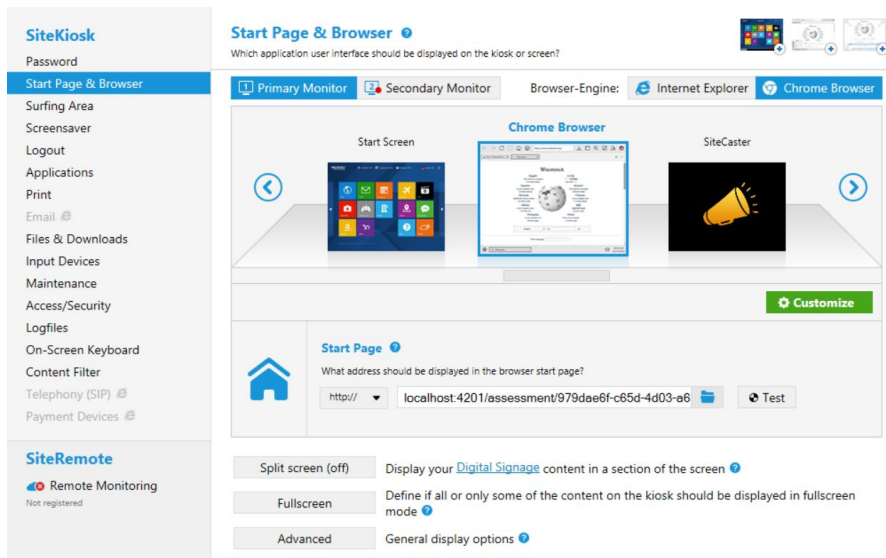 SiteKiosk
Password
Start Page & Browser
Surfing Area
Screensaver
Logout
Applications
Print
Email
Files & Downloads
Input Devices
Maintenance
Access/Security
Logfiles
On-Screen Keyboard
Content Filter
Telephony (SIP)
Payment Devices
SiteRemote
Remote Monitoring
Not registered
Start Page & Browser
Which application user interface should be displayed on the kiosk or screen?
1 Primary Monitor
2 Secondary Monitor
Browser-Engine:
Internet Explorer
Chrome Browser
Start Screen
Chrome Browser
SiteCaster
Customize
Start Page
What address should be displayed in the browser start page?
http://
localhost:4201/assessment/979dae6f-c65d-4d03-a6
Test
Split screen (off)
Display your Digital Signage content in a section of the screen
Fullscreen
Define if all or only some of the content on the kiosk should be displayed in fullscreen
mode
Advanced
General display options